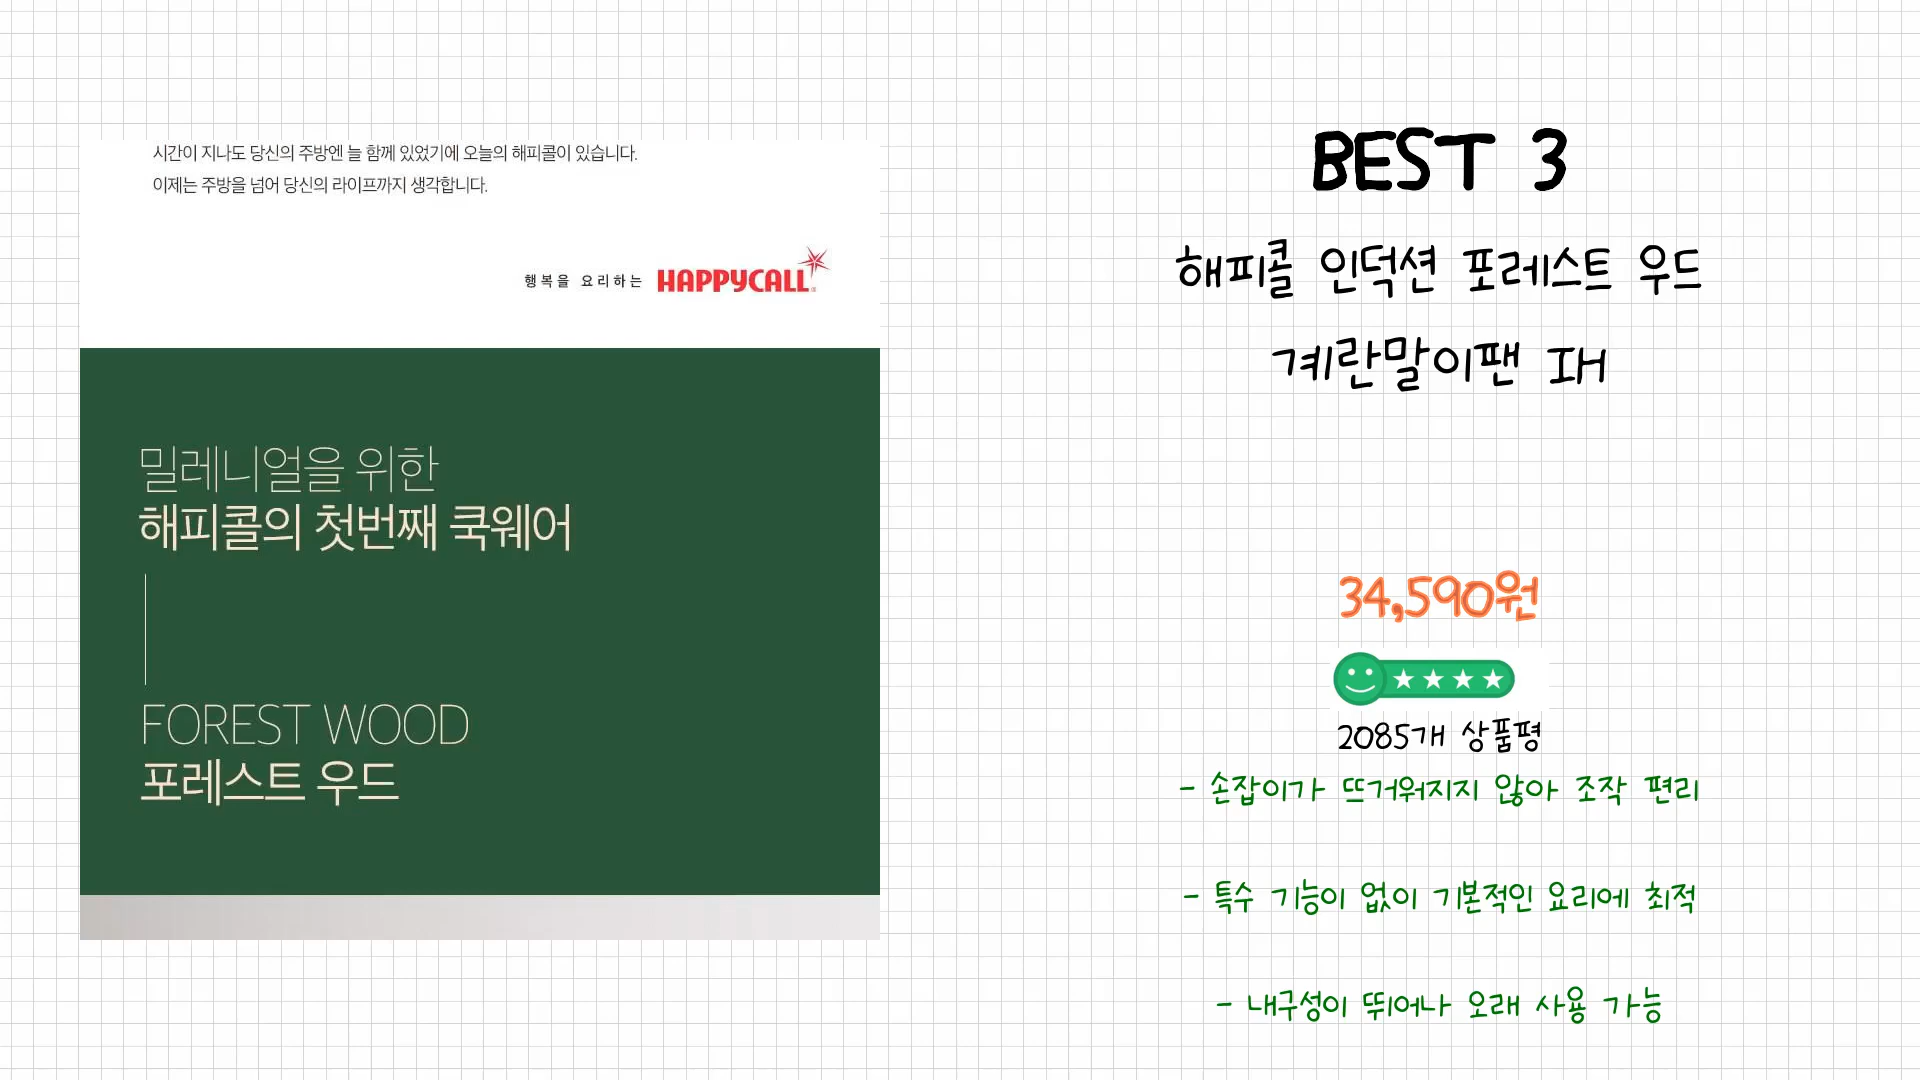 시간이 지나도 당신의 주방엔 늘 함께 있었기에 오늘의 해피콜이 있습니다.
이제는 주방을 넘어 당신의 라이프까지 생각합니다.
행복을 요리하는 HAPPYCALL
밀레니얼을 위한
해피콜의 첫번째 쿡웨어
FOREST WOOD
포레스트 우드
BEST 3
해피콜 인덕션 포레스트 우드
계란말이팬 IH
34,590원
2085개 상품평
- 손잡이가 뜨거워지지 않아 조작 편리
- 특수 기능이 없이 기본적인 요리에 최적
- 내구성이 뛰어나 오래 사용 가능